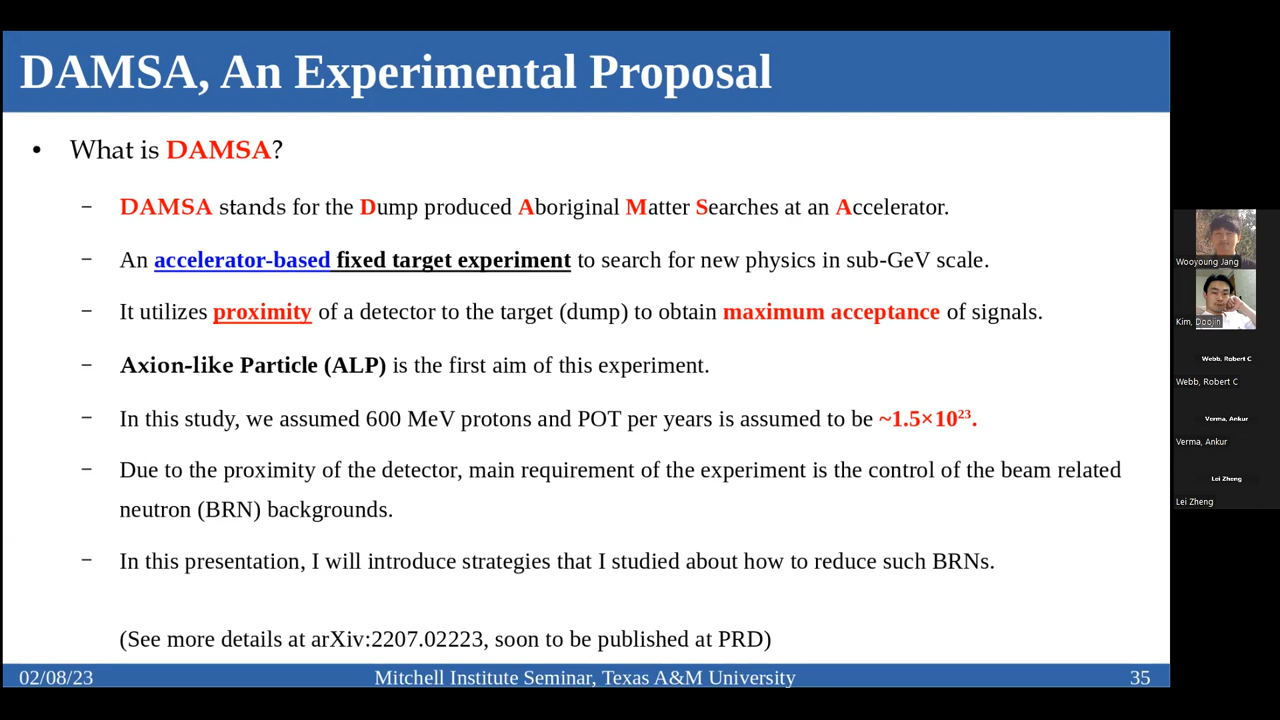 DAMSA, An Experimental Proposal
• What is DAMSA?
– DAMSA stands for the Dump produced Aboriginal Matter Searches at an Accelerator.
– An accelerator-based fixed target experiment to search for new physics in sub-GeV scale.
– It utilizes proximity of a detector to the target (dump) to obtain maximum acceptance of signals.
– Axion-like Particle (ALP) is the first aim of this experiment.
– In this study, we assumed 600 MeV protons and POT per years is assumed to be ~1.5×10²³.
– Due to the proximity of the detector, main requirement of the experiment is the control of the beam related
neutron (BRN) backgrounds.
– In this presentation, I will introduce strategies that I studied about how to reduce such BRNs.
(See more details at arXiv:2207.02223, soon to be published at PRD)
02/08/23 Mitchell Institute Seminar, Texas A&M University 35
Wooyoung Jang
Kim, Doojin
Webb, Robert C
Webb, Robert C
Verma, Ankur
Verma, Ankur
Lei Zheng
Lei Zheng